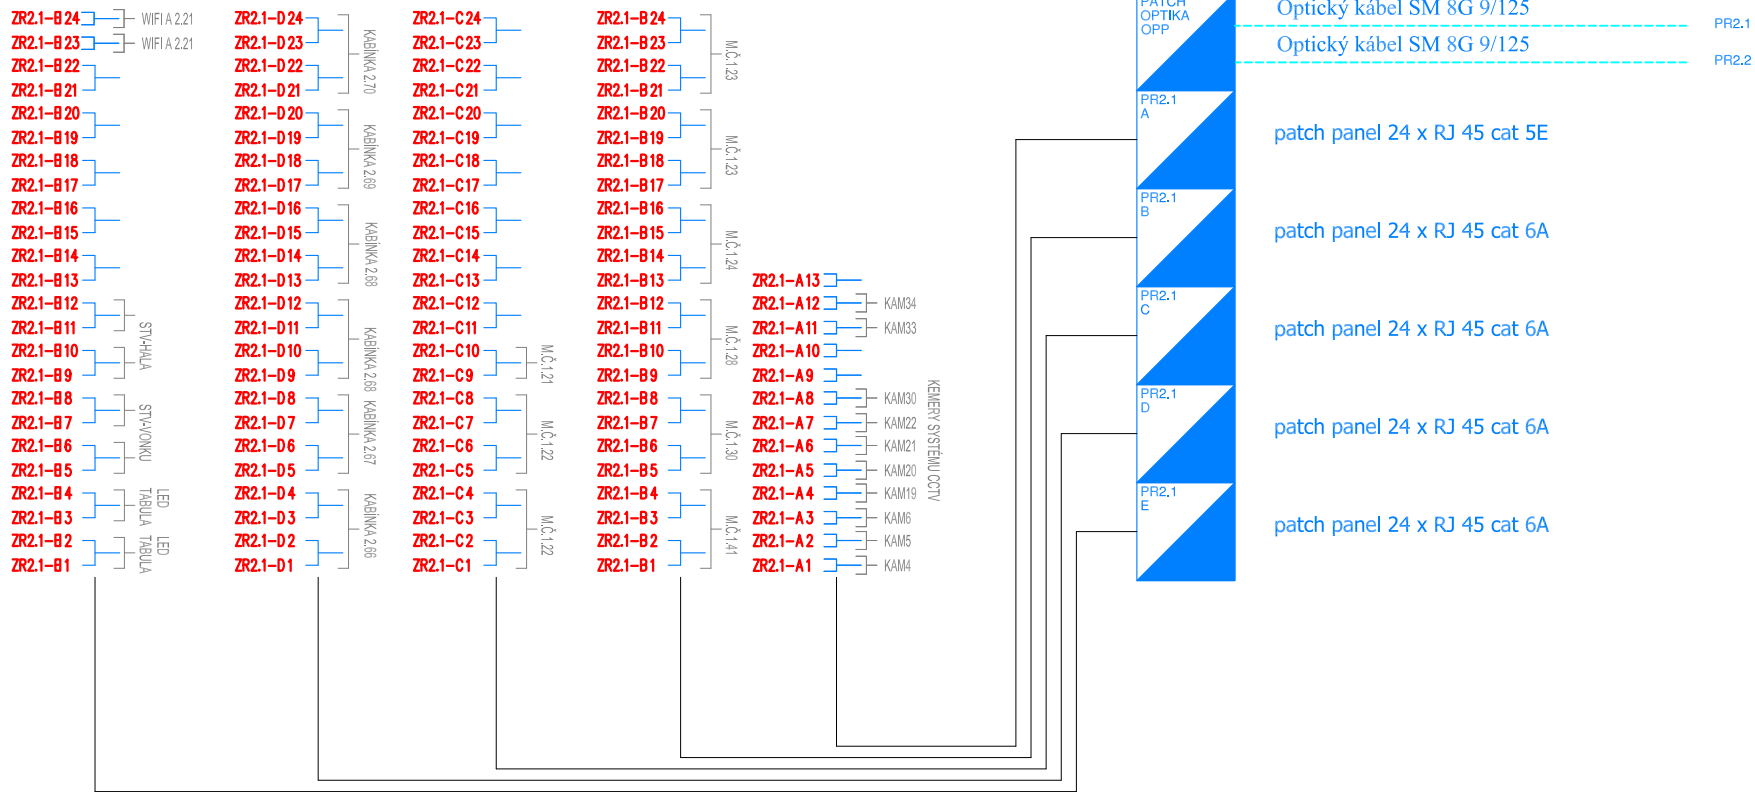 ZR2.1-B24
WIFI A 2.21
ZR2.1-B23
WIFI A 2.21
ZR2.1-B22
ZR2.1-B21
ZR2.1-B20
ZR2.1-B19
ZR2.1-B18
ZR2.1-B17
ZR2.1-B16
ZR2.1-B15
ZR2.1-B14
ZR2.1-B13
ZR2.1-B12
ZR2.1-B11
ZR2.1-B10
ZR2.1-B9
STV-HALA
ZR2.1-B8
ZR2.1-B7
ZR2.1-B6
ZR2.1-B5
STV-VONKU
ZR2.1-B4
ZR2.1-B3
LED
TABULA
ZR2.1-B2
ZR2.1-B1
LED
TABULA
ZR2.1-D24
ZR2.1-D23
ZR2.1-D22
ZR2.1-D21
KABÍNKA 2.70
ZR2.1-D20
ZR2.1-D19
ZR2.1-D18
ZR2.1-D17
KABÍNKA 2.69
ZR2.1-D16
ZR2.1-D15
ZR2.1-D14
ZR2.1-D13
KABÍNKA 2.68
ZR2.1-D12
ZR2.1-D11
ZR2.1-D10
ZR2.1-D9
KABÍNKA 2.68
ZR2.1-D8
ZR2.1-D7
ZR2.1-D6
ZR2.1-D5
KABÍNKA 2.67
ZR2.1-D4
ZR2.1-D3
ZR2.1-D2
ZR2.1-D1
KABÍNKA 2.66
ZR2.1-C24
ZR2.1-C23
ZR2.1-C22
ZR2.1-C21
ZR2.1-C20
ZR2.1-C19
ZR2.1-C18
ZR2.1-C17
ZR2.1-C16
ZR2.1-C15
ZR2.1-C14
ZR2.1-C13
ZR2.1-C12
ZR2.1-C11
ZR2.1-C10
ZR2.1-C9
M.Č.1.21
ZR2.1-C8
ZR2.1-C7
ZR2.1-C6
ZR2.1-C5
M.Č.1.22
ZR2.1-C4
ZR2.1-C3
ZR2.1-C2
ZR2.1-C1
M.Č.1.22
ZR2.1-B24
ZR2.1-B23
ZR2.1-B22
ZR2.1-B21
M.Č.1.23
ZR2.1-B20
ZR2.1-B19
ZR2.1-B18
ZR2.1-B17
M.Č.1.23
ZR2.1-B16
ZR2.1-B15
ZR2.1-B14
ZR2.1-B13
M.Č.1.24
ZR2.1-B12
ZR2.1-B11
ZR2.1-B10
ZR2.1-B9
M.Č.1.28
ZR2.1-B8
ZR2.1-B7
ZR2.1-B6
ZR2.1-B5
M.Č.1.30
ZR2.1-B4
ZR2.1-B3
ZR2.1-B2
ZR2.1-B1
M.Č.1.41
ZR2.1-A13
ZR2.1-A12
KAM34
ZR2.1-A11
KAM33
ZR2.1-A10
ZR2.1-A9
ZR2.1-A8
KAM30
ZR2.1-A7
KAM22
ZR2.1-A6
KAM21
ZR2.1-A5
KAM20
ZR2.1-A4
KAM19
ZR2.1-A3
KAM6
ZR2.1-A2
KAM5
ZR2.1-A1
KAM4
KEMERY SYSTÉMU CCTV
PATCH
OPTIKA
OPP
Optický kábel SM 8G 9/125
PR2.1
Optický kábel SM 8G 9/125
PR2.2
PR2.1
A
patch panel 24 x RJ 45 cat 5E
PR2.1
B
patch panel 24 x RJ 45 cat 6A
PR2.1
C
patch panel 24 x RJ 45 cat 6A
PR2.1
D
patch panel 24 x RJ 45 cat 6A
PR2.1
E
patch panel 24 x RJ 45 cat 6A